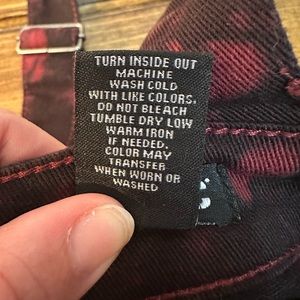 TURN INSIDE OUT
MACHINE
WASH COLD
WITH LIKE COLORS.
DO NOT BLEACH
TUMBLE DRY LOW
WARM IRON
IF NEEDED.
COLOR MAY
TRANSFER
WHEN WORN OR
WASHED